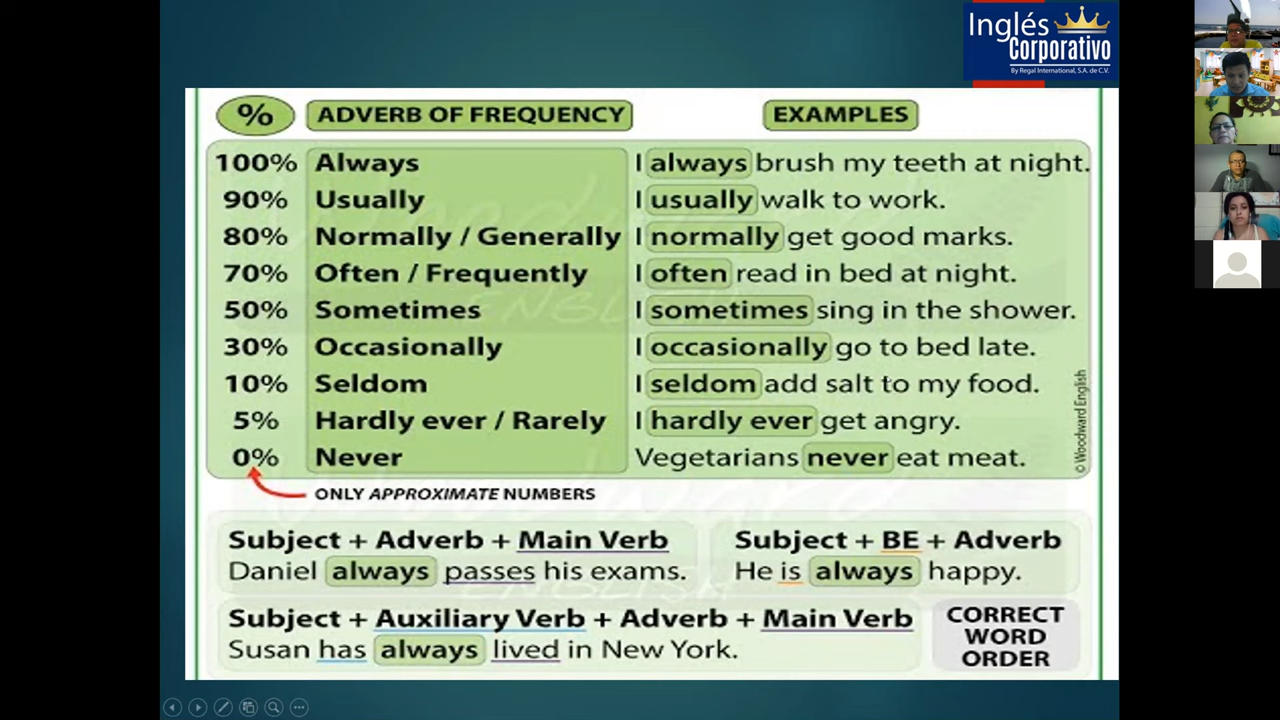 Inglés
Corporativo
By Regal International, S.A. de C.V.
% ADVERB OF FREQUENCY EXAMPLES
100% Always I always brush my teeth at night.
90% Usually I usually walk to work.
80% Normally / Generally I normally get good marks.
70% Often / Frequently I often read in bed at night.
50% Sometimes I sometimes sing in the shower.
30% Occasionally I occasionally go to bed late.
10% Seldom I seldom add salt to my food.
5% Hardly ever / Rarely I hardly ever get angry.
0% Never Vegetarians never eat meat.
© Woodward English
ONLY APPROXIMATE NUMBERS
Subject + Adverb + Main Verb
Daniel always passes his exams.
Subject + BE + Adverb
He is always happy.
Subject + Auxiliary Verb + Adverb + Main Verb
Susan has always lived in New York.
CORRECT
WORD
ORDER